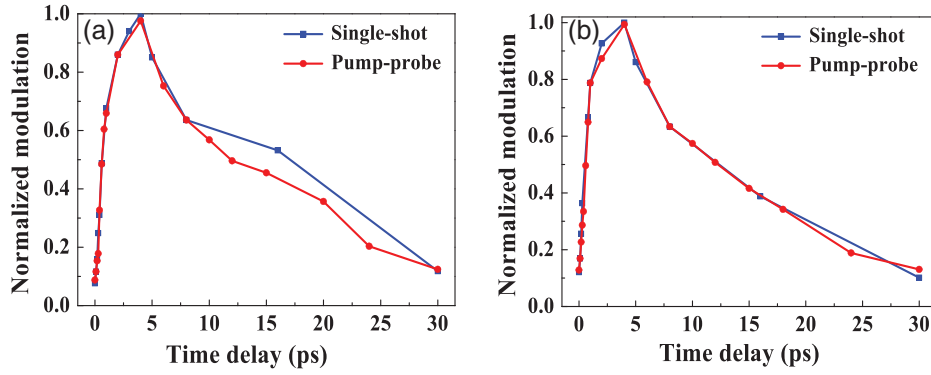 (a)
Single-shot
Pump-probe
Normalized modulation
1.0
0.8
0.6
0.4
0.2
0.0
0 5 10 15 20 25 30
Time delay (ps)
(b)
Single-shot
Pump-probe
Normalized modulation
1.0
0.8
0.6
0.4
0.2
0.0
0 5 10 15 20 25 30
Time delay (ps)